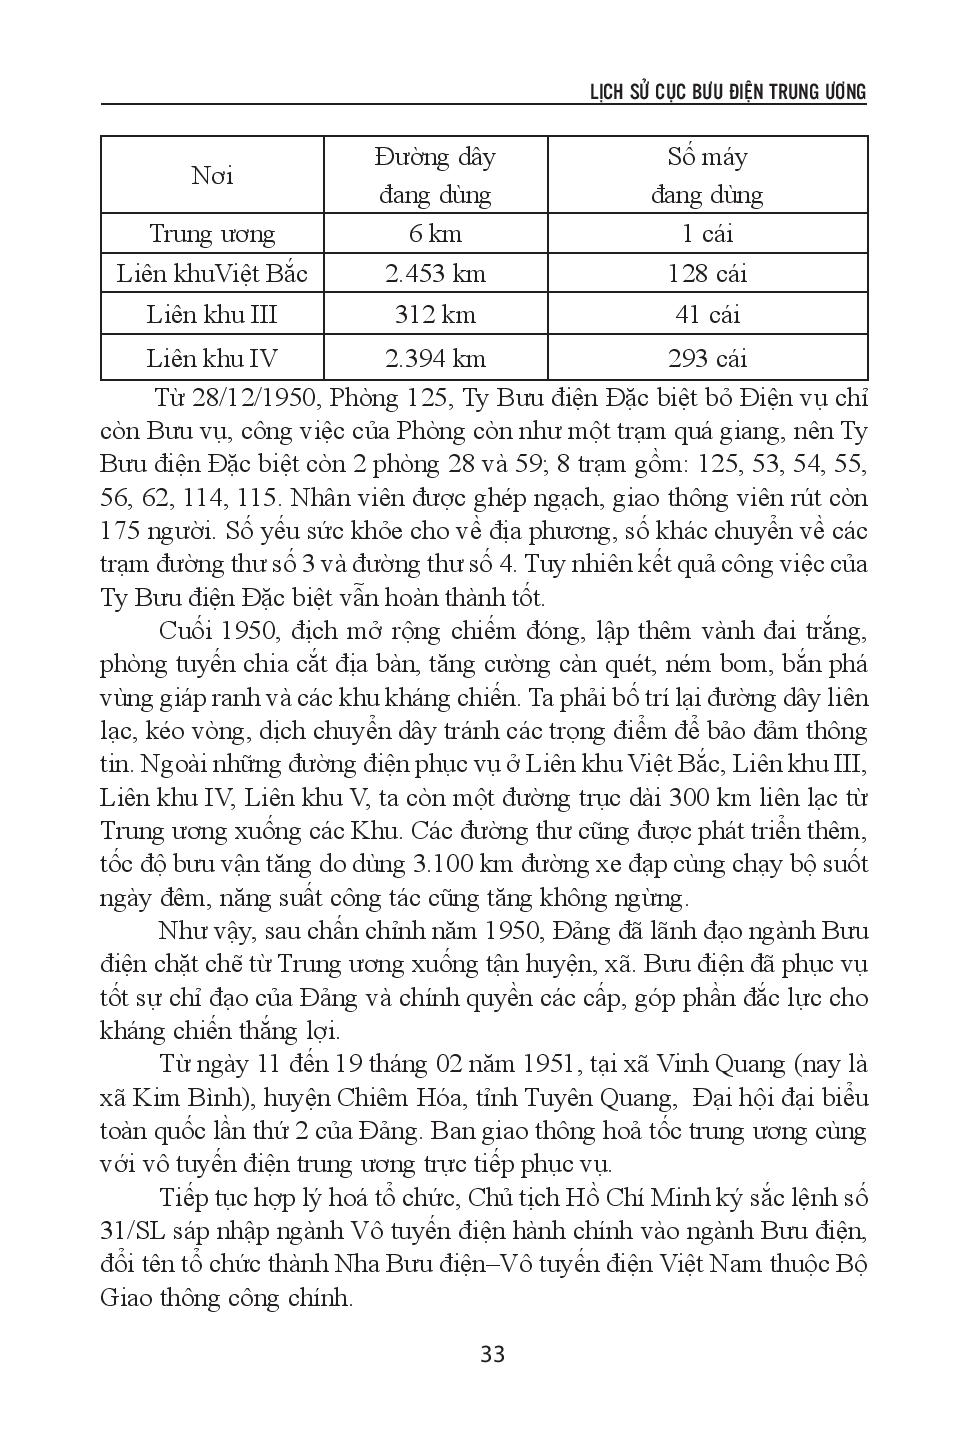 LỊCH SỬ CỤC BƯU ĐIỆN TRUNG ƯƠNG
Nơi
Đường dây
đang dùng
Số máy
đang dùng
Trung ương 6 km 1 cái
Liên khuViệt Bắc 2.453 km 128 cái
Liên khu III 312 km 41 cái
Liên khu IV 2.394 km 293 cái
Từ 28/12/1950, Phòng 125, Ty Bưu điện Đặc biệt bỏ Điện vụ chỉ
còn Bưu vụ, công việc của Phòng còn như một trạm quá giang, nên Ty
Bưu điện Đặc biệt còn 2 phòng 28 và 59; 8 trạm gồm: 125, 53, 54, 55,
56, 62, 114, 115. Nhân viên được ghép ngạch, giao thông viên rút còn
175 người. Số yếu sức khỏe cho về địa phương, số khác chuyển về các
trạm đường thư số 3 và đường thư số 4. Tuy nhiên kết quả công việc của
Ty Bưu điện Đặc biệt vẫn hoàn thành tốt.
Cuối 1950, địch mở rộng chiếm đóng, lập thêm vành đai trắng,
phòng tuyến chia cắt địa bàn, tăng cường càn quét, ném bom, bắn phá
vùng giáp ranh và các khu kháng chiến. Ta phải bố trí lại đường dây liên
lạc, kéo vòng, dịch chuyển dây tránh các trọng điểm để bảo đảm thông
tin. Ngoài những đường điện phục vụ ở Liên khu Việt Bắc, Liên khu III,
Liên khu IV, Liên khu V, ta còn một đường trục dài 300 km liên lạc từ
Trung ương xuống các Khu. Các đường thư cũng được phát triển thêm,
tốc độ bưu vận tăng do dùng 3.100 km đường xe đạp cùng chạy bộ suốt
ngày đêm, năng suất công tác cũng tăng không ngừng.
Như vậy, sau chấn chỉnh năm 1950, Đảng đã lãnh đạo ngành Bưu
điện chặt chẽ từ Trung ương xuống tận huyện, xã. Bưu điện đã phục vụ
tốt sự chỉ đạo của Đảng và chính quyền các cấp, góp phần đắc lực cho
kháng chiến thắng lợi.
Từ ngày 11 đến 19 tháng 02 năm 1951, tại xã Vinh Quang (nay là
xã Kim Bình), huyện Chiêm Hóa, tỉnh Tuyên Quang, Đại hội đại biểu
toàn quốc lần thứ 2 của Đảng. Ban giao thông hoả tốc trung ương cùng
với vô tuyến điện trung ương trực tiếp phục vụ.
Tiếp tục hợp lý hoá tổ chức, Chủ tịch Hồ Chí Minh ký sắc lệnh số
31/SL sáp nhập ngành Vô tuyến điện hành chính vào ngành Bưu điện,
đổi tên tổ chức thành Nha Bưu điện–Vô tuyến điện Việt Nam thuộc Bộ
Giao thông công chính.
33